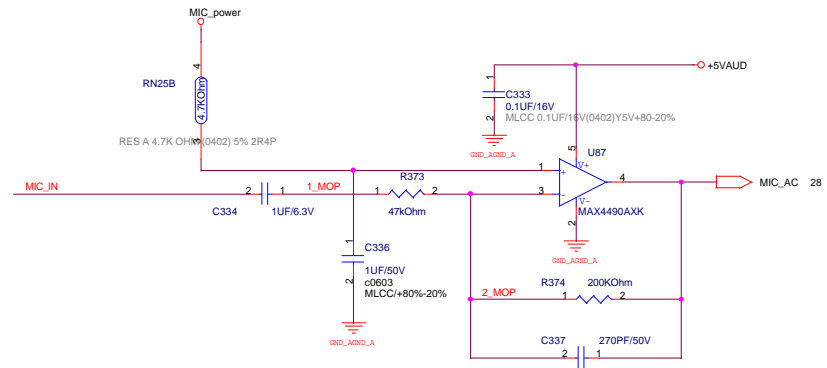 MIC_power
4
RN25B
4.7KOhm
3
RES A 4.7K OHM (0402) 5% 2R4P
+5VAUD
1
C333
0.1UF/16V
2
MLCC 0.1UF/16V(0402)Y5V+80-20%
GND_AGND_A
5
U87
V+
1
+
3
-
4
V-
2
MAX4490AXK
GND_AGND_A
MIC_AC 28
MIC_IN
2
1
C334
1UF/6.3V
1_MOP
R373
1
2
47kOhm
1
C336
1UF/50V
2
c0603
MLCC/+80%-20%
GND_AGND_A
R374
200KOhm
2_MOP
1
2
C337
270PF/50V
2
1